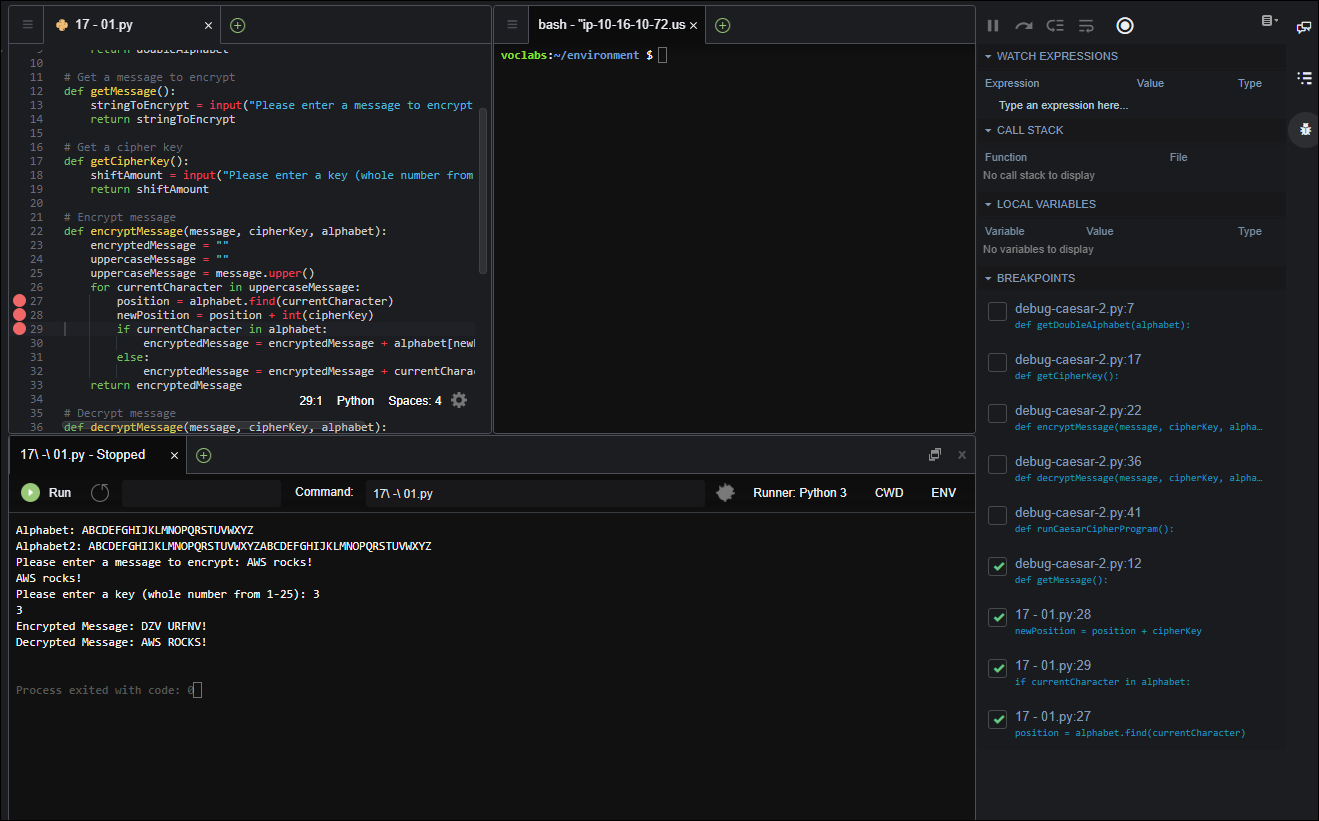 17 - 01.py
bash - "ip-10-16-10-72.us
9 return doubleAlphabet
10
11 # Get a message to encrypt
12 def getMessage():
13 stringToEncrypt = input("Please enter a message to encrypt
14 return stringToEncrypt
15
16 # Get a cipher key
17 def getCipherKey():
18 shiftAmount = input("Please enter a key (whole number from
19 return shiftAmount
20
21 # Encrypt message
22 def encryptMessage(message, cipherKey, alphabet):
23 encryptedMessage = ""
24 uppercaseMessage = ""
25 uppercaseMessage = message.upper()
26 for currentCharacter in uppercaseMessage:
27 position = alphabet.find(currentCharacter)
28 newPosition = position + int(cipherKey)
29 if currentCharacter in alphabet:
30 encryptedMessage = encryptedMessage + alphabet[new
31 else:
32 encryptedMessage = encryptedMessage + currentChara
33 return encryptedMessage
34
35 # Decrypt message
36 def decryptMessage(message, cipherKey, alphabet):
29:1 Python Spaces: 4
voclabs:~/environment $
17\ -\ 01.py - Stopped
Run
Command: 17\ -\ 01.py
Runner: Python 3 CWD ENV
Alphabet: ABCDEFGHIJKLMNOPQRSTUVWXYZ
Alphabet2: ABCDEFGHIJKLMNOPQRSTUVWXYZABCDEFGHIJKLMNOPQRSTUVWXYZ
Please enter a message to encrypt: AWS rocks!
AWS rocks!
Please enter a key (whole number from 1-25): 3
3
Encrypted Message: DZV URFNV!
Decrypted Message: AWS ROCKS!
Process exited with code: 0
WATCH EXPRESSIONS
Expression Value Type
Type an expression here...
CALL STACK
Function File
No call stack to display
LOCAL VARIABLES
Variable Value Type
No variables to display
BREAKPOINTS
debug-caesar-2.py:7
def getDoubleAlphabet(alphabet):
debug-caesar-2.py:17
def getCipherKey():
debug-caesar-2.py:22
def encryptMessage(message, cipherKey, alpha…
debug-caesar-2.py:36
def decryptMessage(message, cipherKey, alpha…
debug-caesar-2.py:41
def runCaesarCipherProgram():
debug-caesar-2.py:12
def getMessage():
17 - 01.py:28
newPosition = position + cipherKey
17 - 01.py:29
if currentCharacter in alphabet:
17 - 01.py:27
position = alphabet.find(currentCharacter)